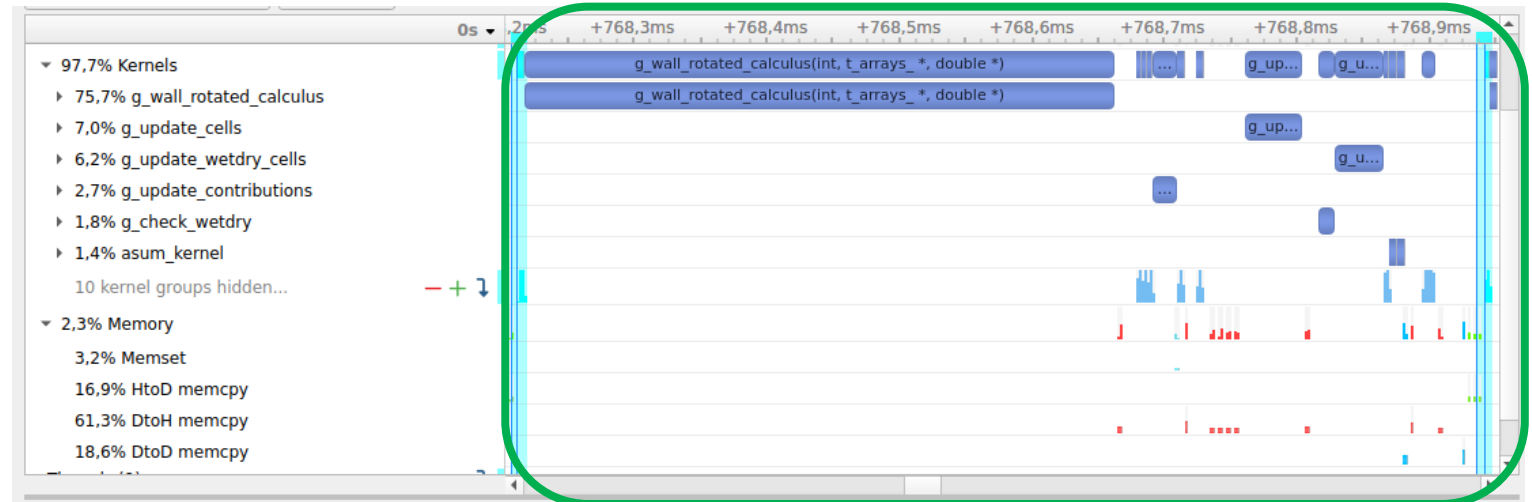 0s ,2ms +768,3ms +768,4ms +768,5ms +768,6ms +768,7ms +768,8ms +768,9ms
97,7% Kernels g_wall_rotated_calculus(int, t_arrays_ *, double *) ... g_up... g_u...
75,7% g_wall_rotated_calculus g_wall_rotated_calculus(int, t_arrays_ *, double *)
7,0% g_update_cells g_up...
6,2% g_update_wetdry_cells g_u...
7,0% g_update_contributions ...
1,8% g_check_wetdry
1,4% asum_kernel
10 kernel groups hidden...
2,3% Memory
3,2% Memset
16,9% HtoD memcpy
61,3% DtoH memcpy
18,6% DtoD memcpy